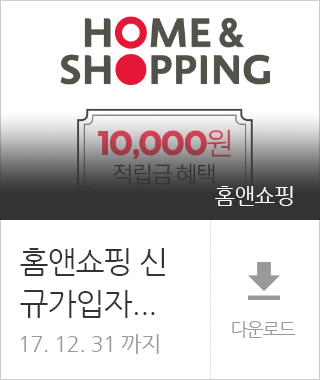 HOME &
SHOPPING
10,000원
적립금 혜택
홈앤쇼핑
홈앤쇼핑 신
규가입자...
17. 12. 31 까지
다운로드